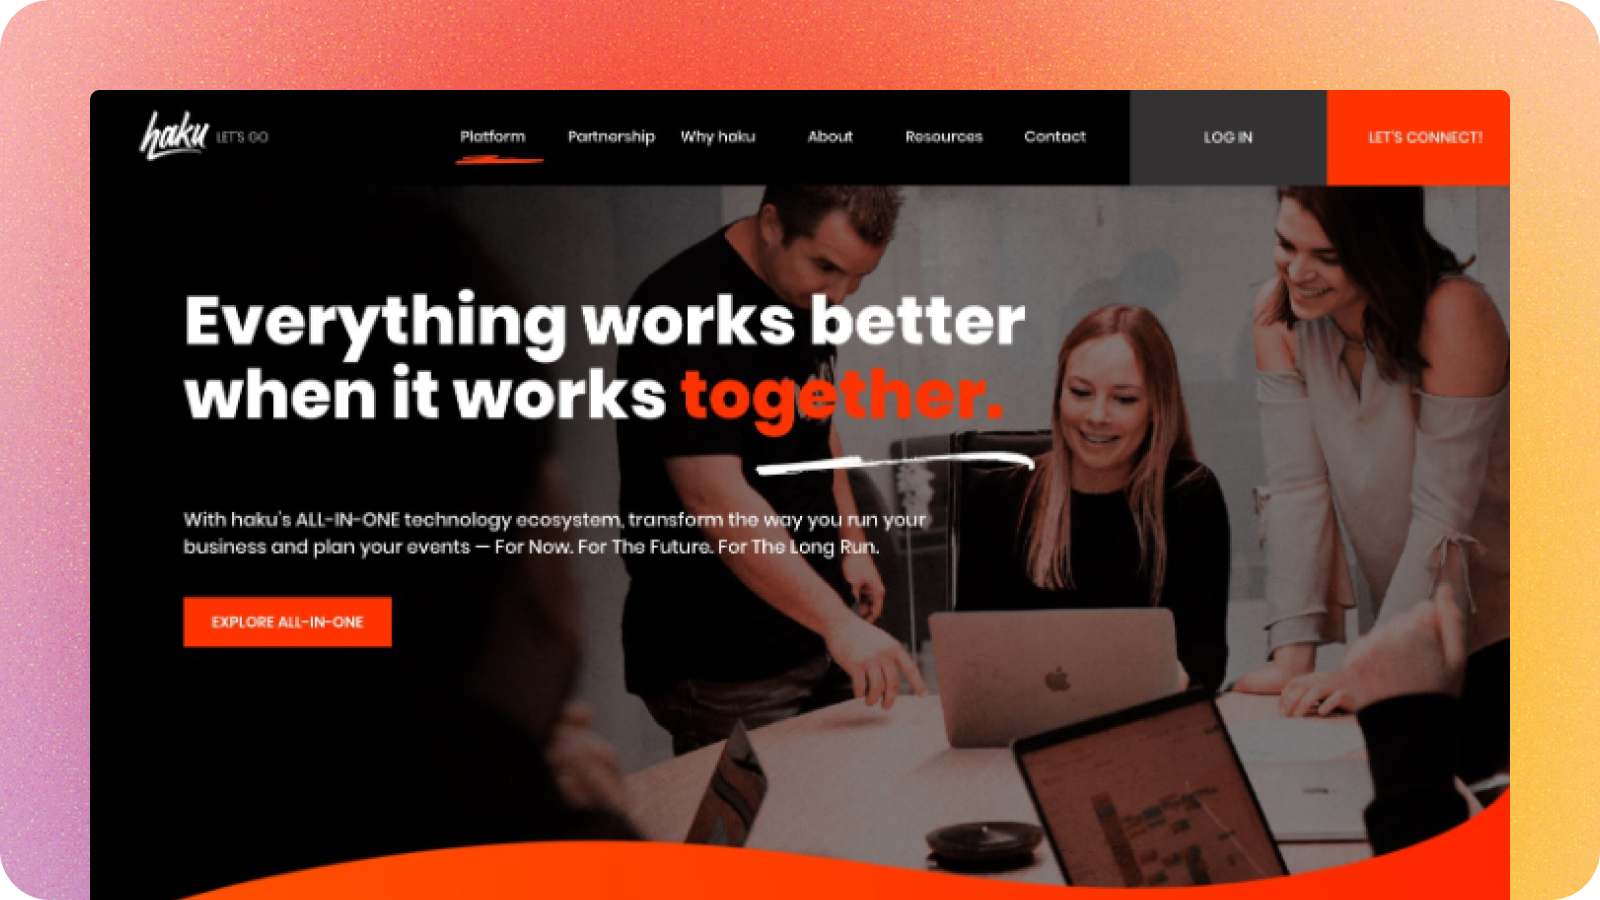 haku LET'S GO
Platform Partnership Why haku About Resources Contact LOG IN LET'S CONNECT!
Everything works better
when it works together.
With haku's ALL-IN-ONE technology ecosystem, transform the way you run your
business and plan your events — For Now. For The Future. For The Long Run.
EXPLORE ALL-IN-ONE